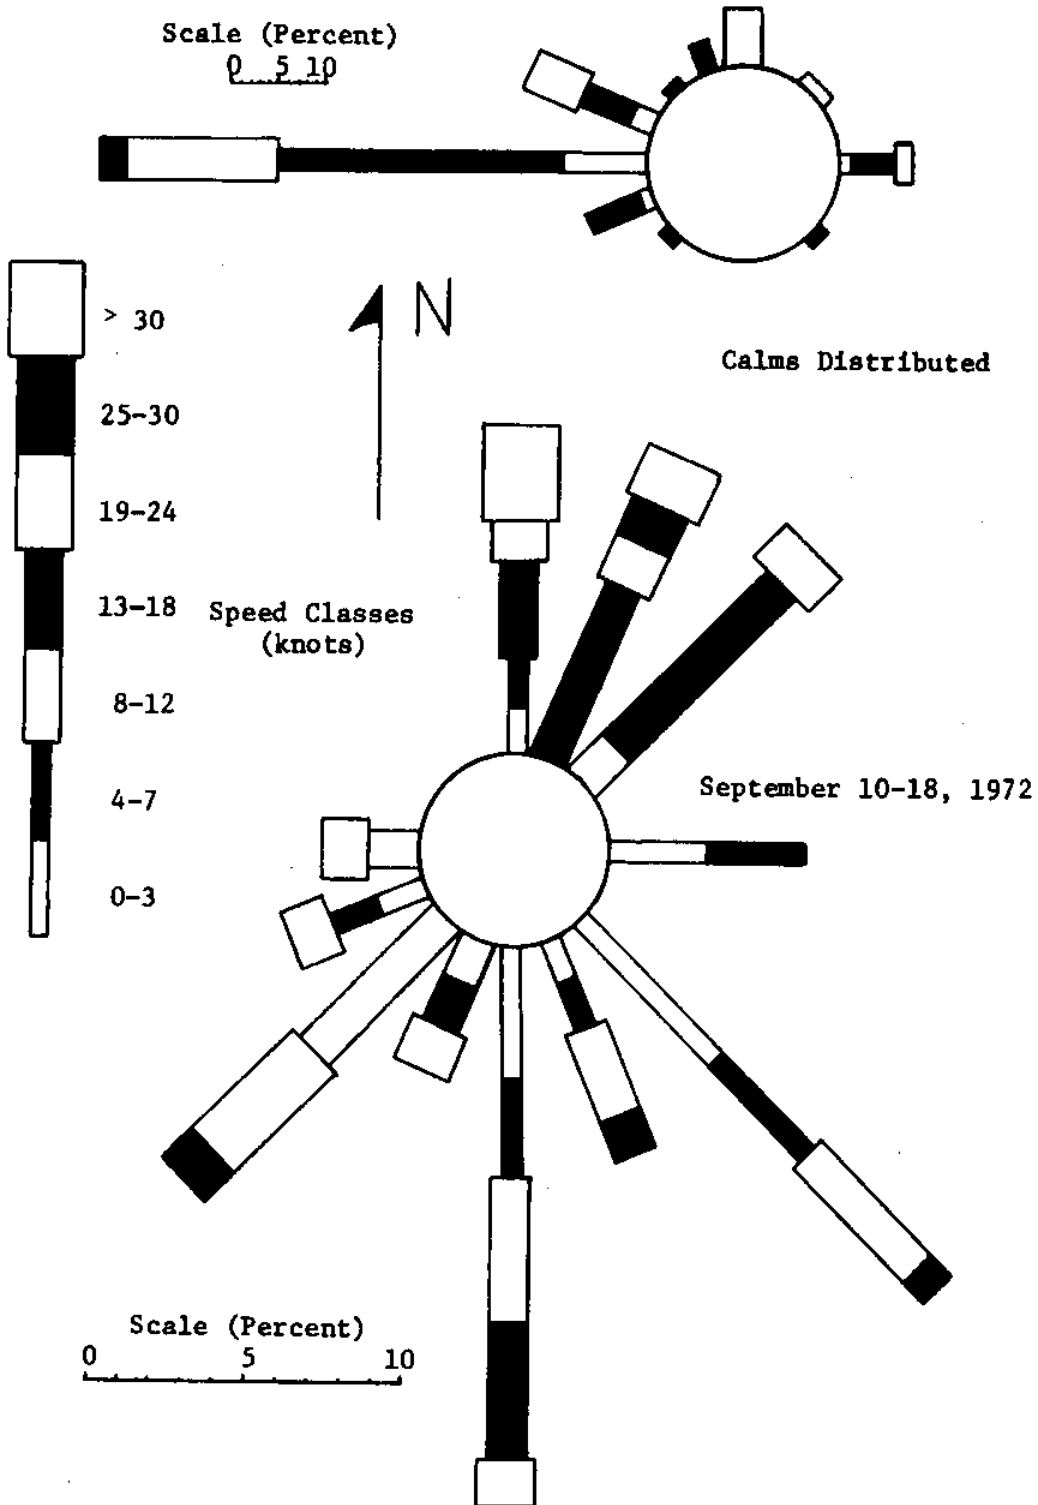 Scale (Percent)
0 5 10
> 30
N
25-30
Calms Distributed
19-24
13-18
Speed Classes
(knots)
8-12
4-7
September 10-18, 1972
0-3
Scale (Percent)
0 5 10